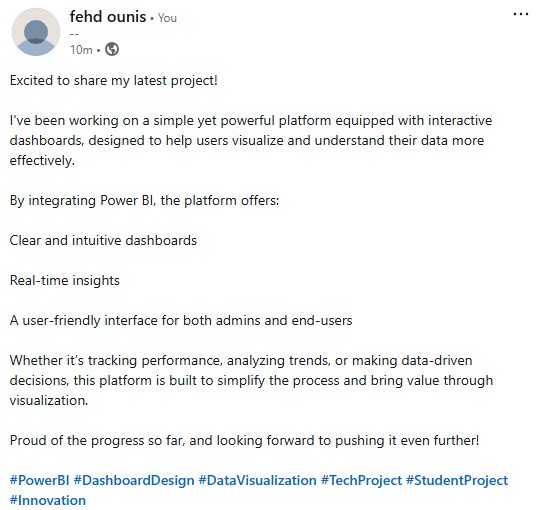 fehd ounis • You
--
10m •
Excited to share my latest project!
I've been working on a simple yet powerful platform equipped with interactive
dashboards, designed to help users visualize and understand their data more
effectively.
By integrating Power BI, the platform offers:
Clear and intuitive dashboards
Real-time insights
A user-friendly interface for both admins and end-users
Whether it's tracking performance, analyzing trends, or making data-driven
decisions, this platform is built to simplify the process and bring value through
visualization.
Proud of the progress so far, and looking forward to pushing it even further!
#PowerBI #DashboardDesign #DataVisualization #TechProject #StudentProject
#Innovation